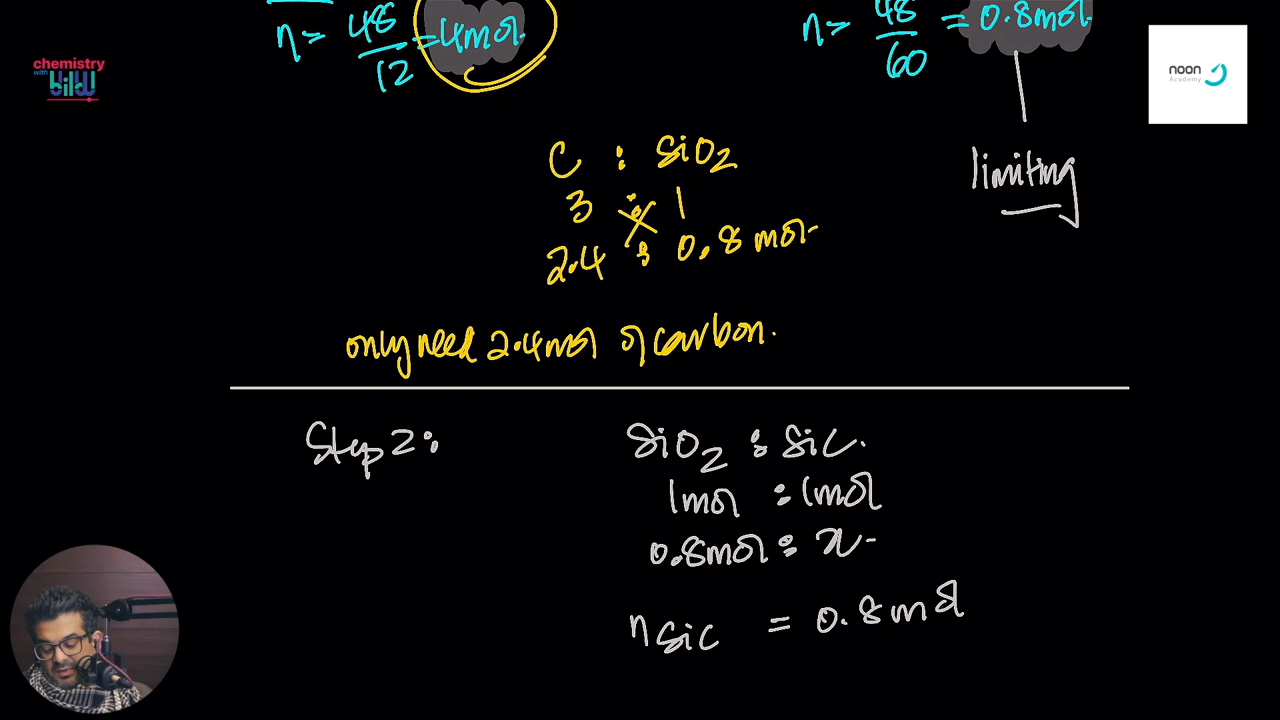 n = 48/12 = 4mol.
n = 48/60 = 0.8mol.
chemistry
with
bilal
noon
Academy
limiting
C : SiO2
3 : 1
2.4 : 0.8 mol.
only need 2.4mol of carbon.
Step 2:
SiO2 : SiC.
1mol : 1mol
0.8mol : x
nSiC = 0.8mol